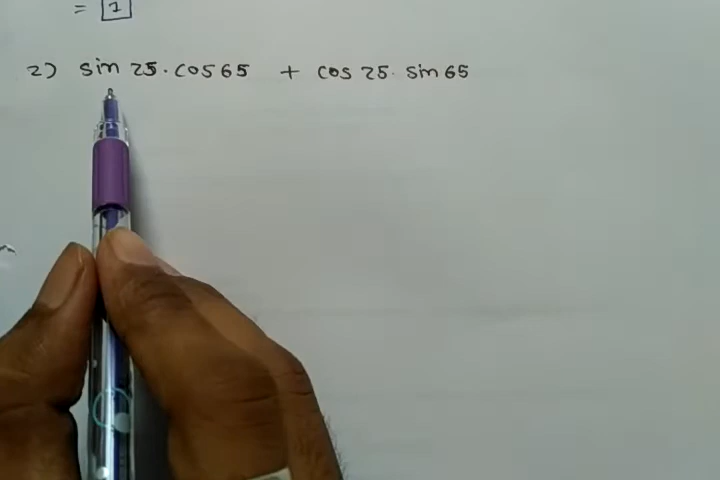 = 1
2) sin 25 . cos 65 + cos 25 . sin 65